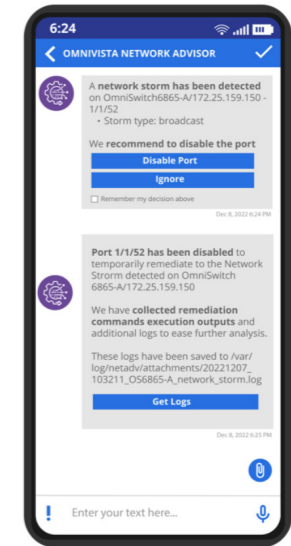 6:24
OMNIVISTA NETWORK ADVISOR
A network storm has been detected
on OmniSwitch6865-A/172.25.159.150 -
1/1/52
• Storm type: broadcast
We recommend to disable the port
Disable Port
Ignore
Remember my decision above
Dec 8, 2022 6:24 PM
Port 1/1/52 has been disabled to
temporarily remediate to the Network
Strorm detected on OmniSwitch
6865-A/172.25.159.150
We have collected remediation
commands execution outputs and
additional logs to ease further analysis.
These logs have been saved to /var/
log/netadv/attachments/20221207_
103211_OS6865-A_network_storm.log
Get Logs
Dec 8, 2022 6:25 PM
! Enter your text here...